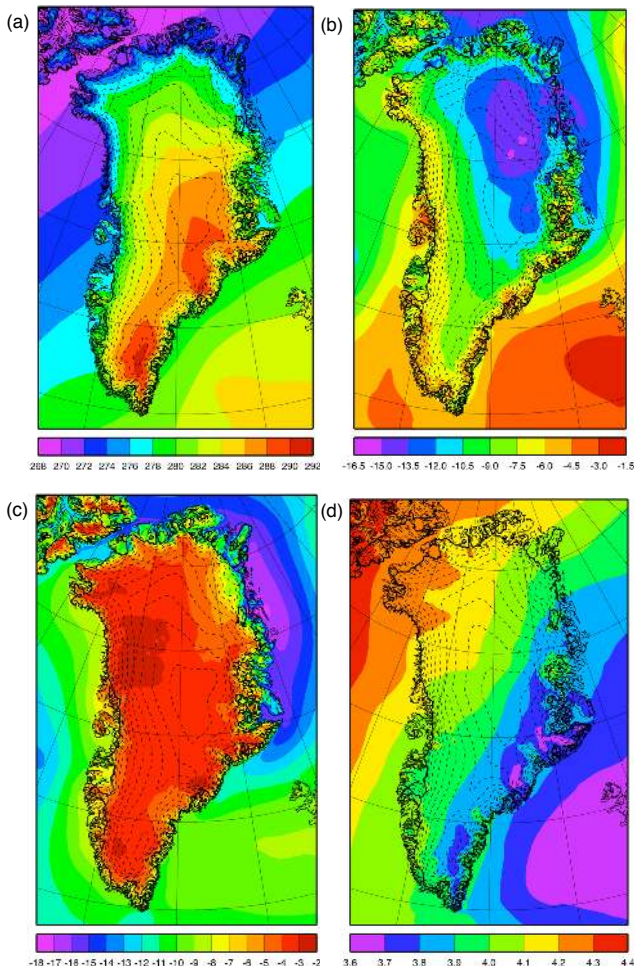 (a)
(b)
268 270 272 274 276 278 280 282 284 286 288 290 292
-16.5 -15.0 -13.5 -12.0 -10.5 -9.0 -7.5 -6.0 -4.5 -3.0 -1.5
(c)
(d)
-18 -17 -16 -15 -14 -13 -12 -11 -10 -9 -8 -7 -6 -5 -4 -3 -2
3.6 3.7 3.8 3.9 4.0 4.1 4.2 4.3 4.4